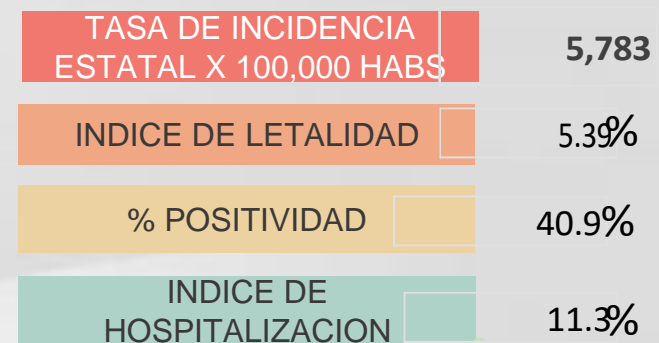 TASA DE INCIDENCIA
ESTATAL X 100,000 HABS
5,783
INDICE DE LETALIDAD
5.39%
% POSITIVIDAD
40.9%
INDICE DE
HOSPITALIZACION
11.3%